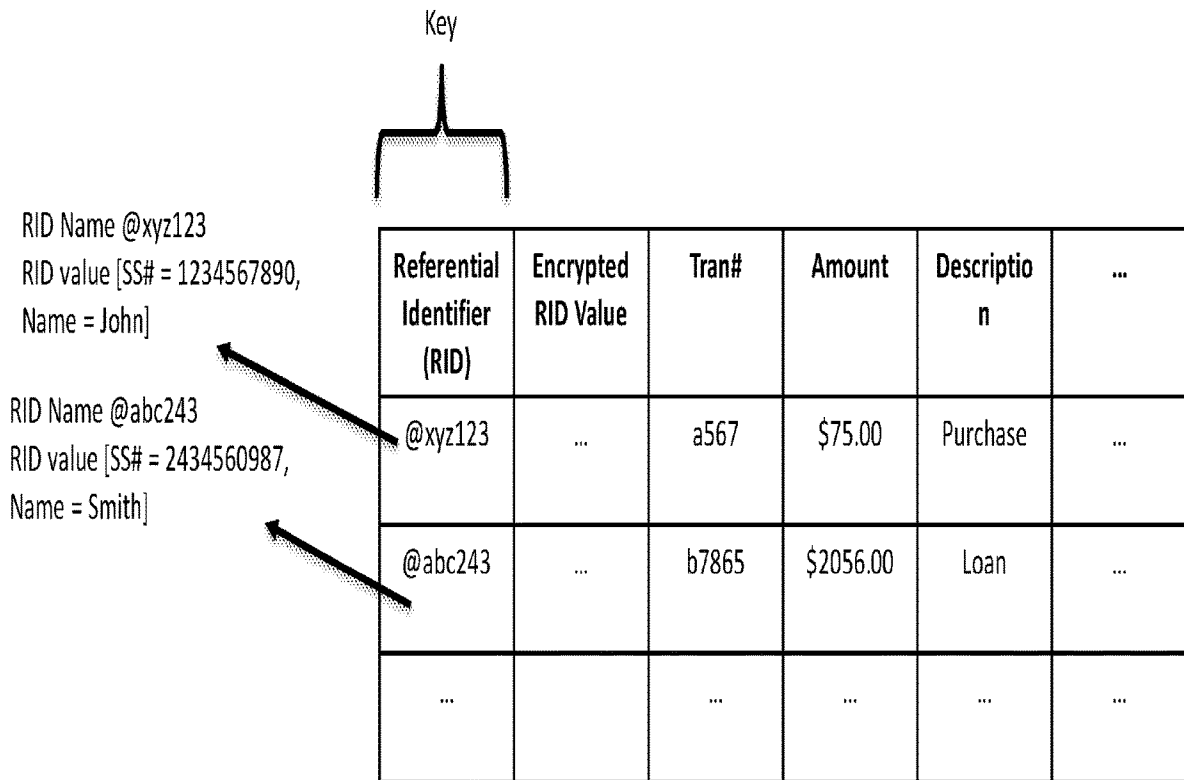 Key
RID Name @xyz123
RID value [SS# = 1234567890,
Name = John]
RID Name @abc243
RID value [SS# = 2434560987,
Name = Smith]
Referential Encrypted Tran# Amount Descriptio ...
Identifier RID Value n
(RID)
@xyz123 ... a567 $75.00 Purchase ...
@abc243 ... b7865 $2056.00 Loan ...
... ... ... ... ...